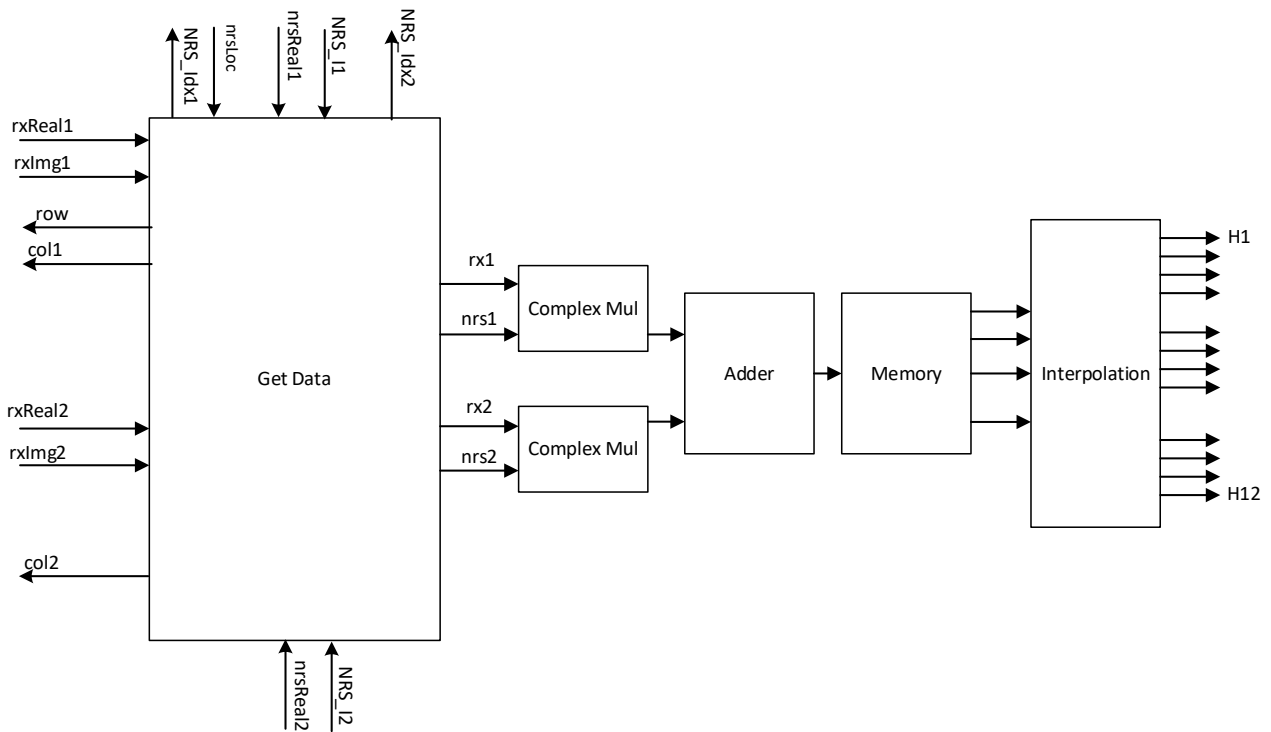 NRS_Idx1
nrsLoc
nrsReal1
NRS_I1
NRS_Idx2
rxReal1
rxImg1
row
col1
rx1
nrs1
Complex Mul
H1
Get Data
Adder
Memory
Interpolation
rxReal2
rxImg2
rx2
nrs2
Complex Mul
H12
col2
nrsReal2
NRS_I2